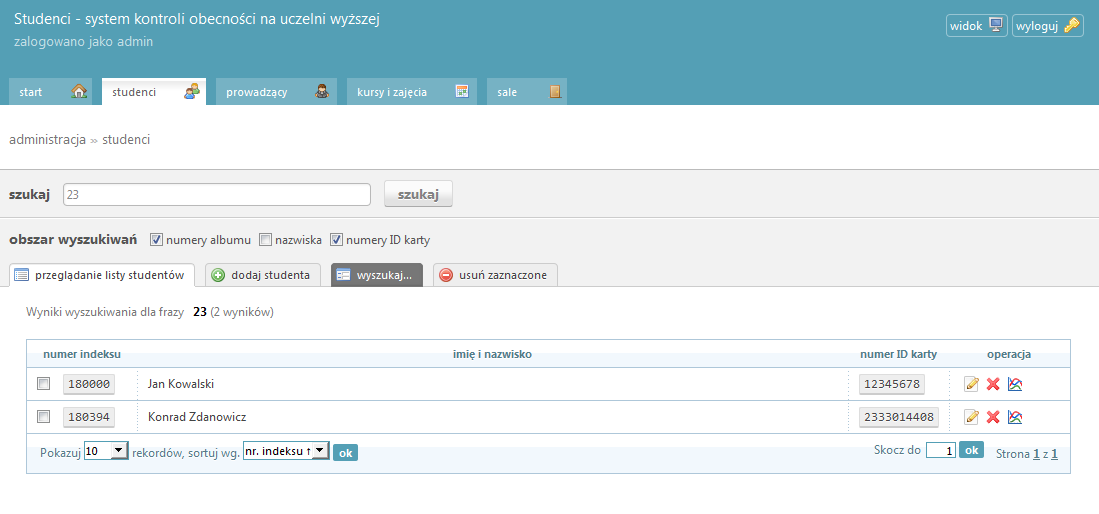 Studenci - system kontroli obecności na uczelni wyższej
zalogowano jako admin
widok wyloguj
start studenci prowadzący kursy i zajęcia sale
administracja » studenci
szukaj 23 szukaj
obszar wyszukiwań numery albumu nazwiska numery ID karty
przeglądanie listy studentów dodaj studenta wyszukaj... usuń zaznaczone
Wyniki wyszukiwania dla frazy 23 (2 wyników)
numer indeksu imię i nazwisko numer ID karty operacja
180000 Jan Kowalski 12345678
180394 Konrad Zdanowicz 2333014408
Pokazuj 10 rekordów, sortuj wg. nr. indeksu ↑ ok Skocz do 1 ok Strona 1 z 1